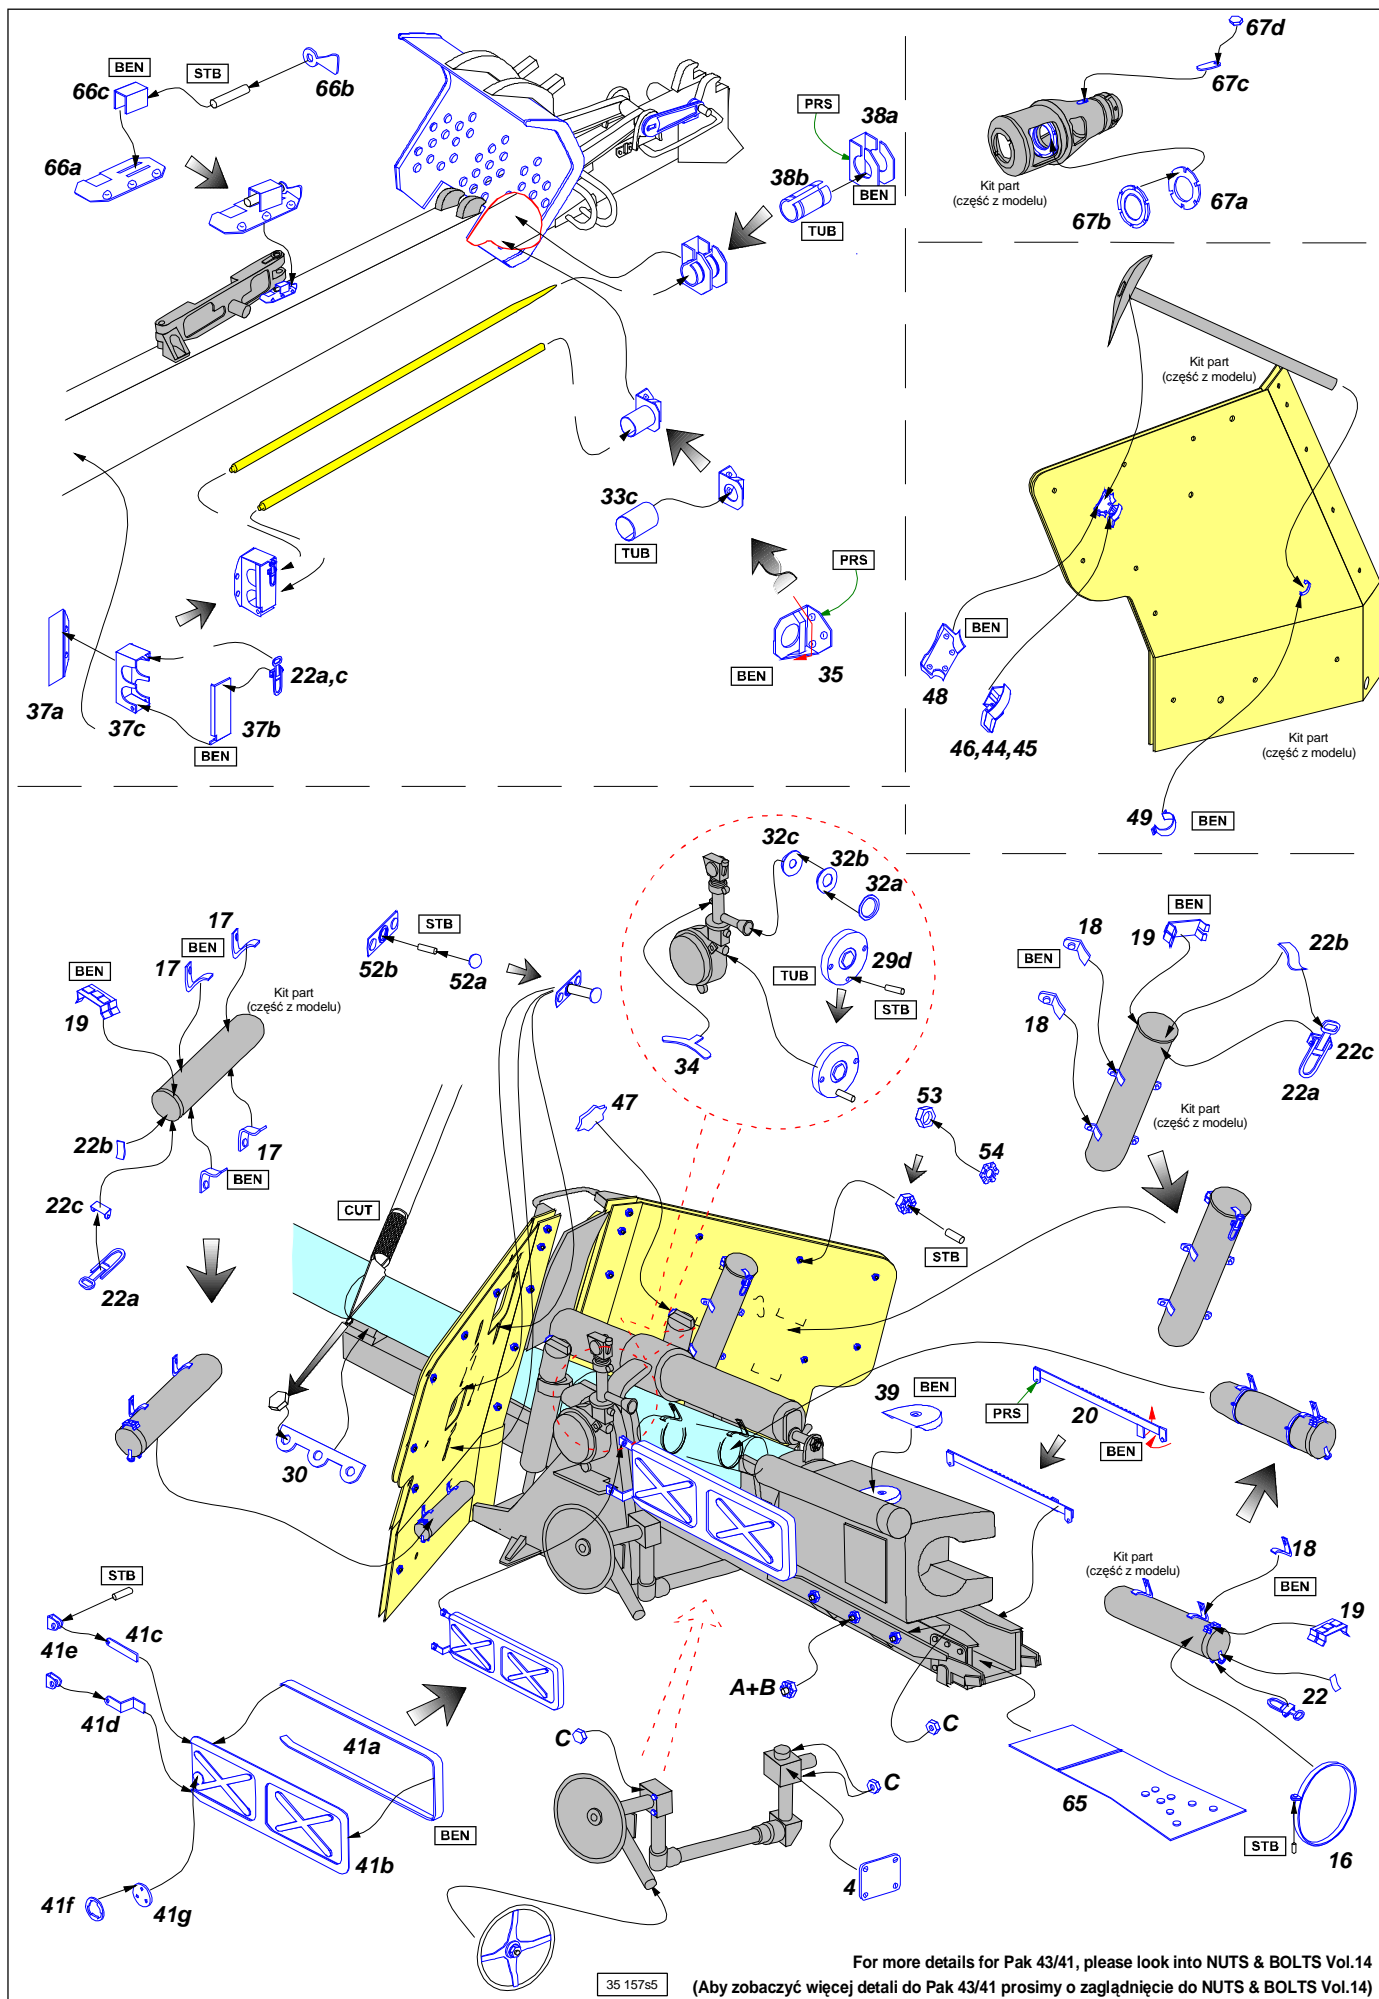 BEN
STB
66c
66b
66a
PRS
38a
38b
BEN
TUB
67d
67c
Kit part
(część z modelu)
67a
67b
Kit part
(część z modelu)
33c
TUB
PRS
BEN
35
22a,c
37a
37c
37b
BEN
BEN
48
46,44,45
Kit part
(część z modelu)
49
BEN
32c
32b
32a
TUB
29d
STB
34
17
BEN
17
BEN
19
Kit part
(część z modelu)
STB
52b
52a
22b
17
BEN
22c
22a
CUT
47
53
54
STB
BEN
18
19
22b
BEN
18
22c
22a
Kit part
(część z modelu)
30
39
BEN
PRS
20
BEN
Kit part
(część z modelu)
18
BEN
19
22
STB
41e
41c
41d
41a
BEN
41b
41f
41g
A+B
C
C
C
4
65
STB
16
For more details for Pak 43/41, please look into NUTS & BOLTS Vol.14
35 157s5
(Aby zobaczyć więcej detali do Pak 43/41 prosimy o zaglądnięcie do NUTS & BOLTS Vol.14)